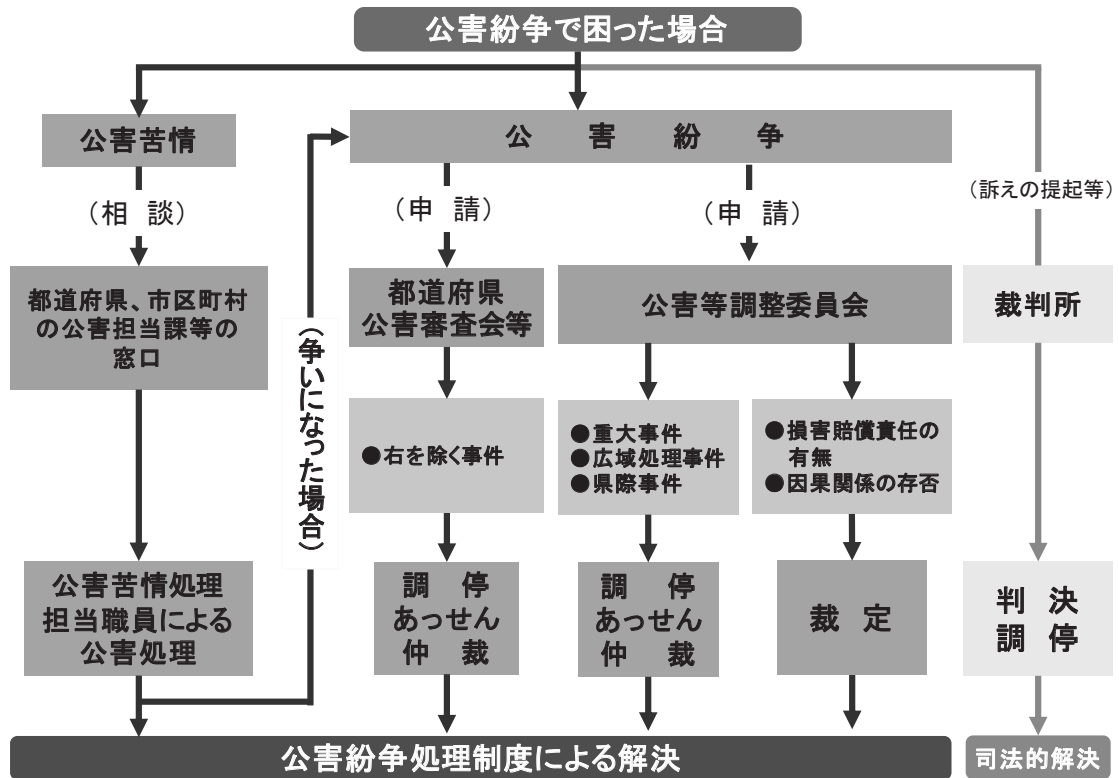 公害紛争で困った場合
公害苦情
(相 談)
都道府県、市区町村
の公害担当課等の
窓口
公害苦情処理
担当職員による
公害処理
(争いになった場合)
公 害 紛 争
(申 請)
都道府県
公害審査会等
●右を除く事件
調 停
あっせん
仲 裁
(申 請)
公害等調整委員会
●重大事件
●広域処理事件
●県際事件
調 停
あっせん
仲 裁
●損害賠償責任の
有無
●因果関係の存否
裁 定
(訴えの提起等)
裁判所
判 決
調 停
公害紛争処理制度による解決
司法的解決